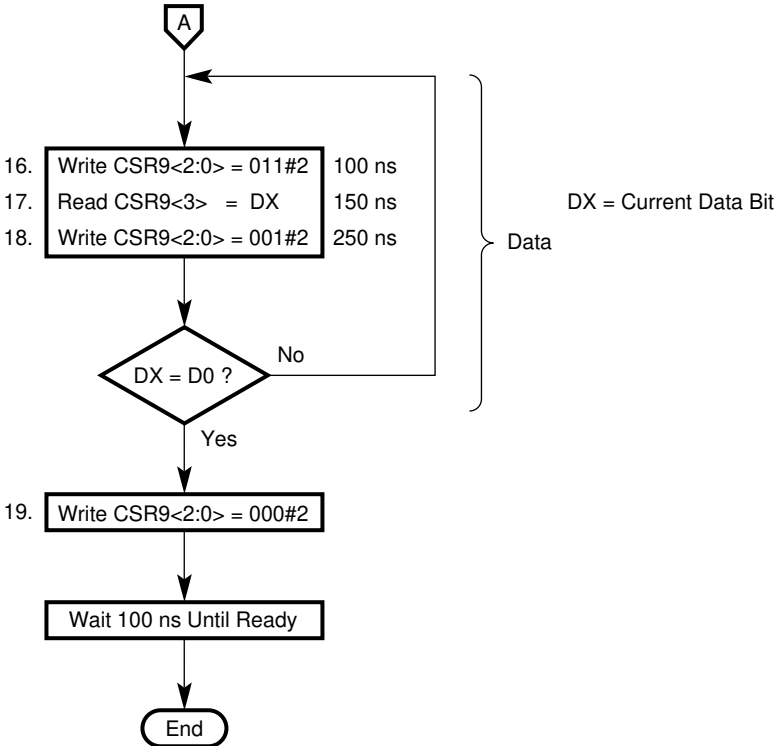 A
16. Write CSR9<2:0> = 011#2 100 ns
17. Read CSR9<3> = DX 150 ns
18. Write CSR9<2:0> = 001#2 250 ns
DX = Current Data Bit
Data
DX = D0 ?
No
Yes
19. Write CSR9<2:0> = 000#2
Wait 100 ns Until Ready
End